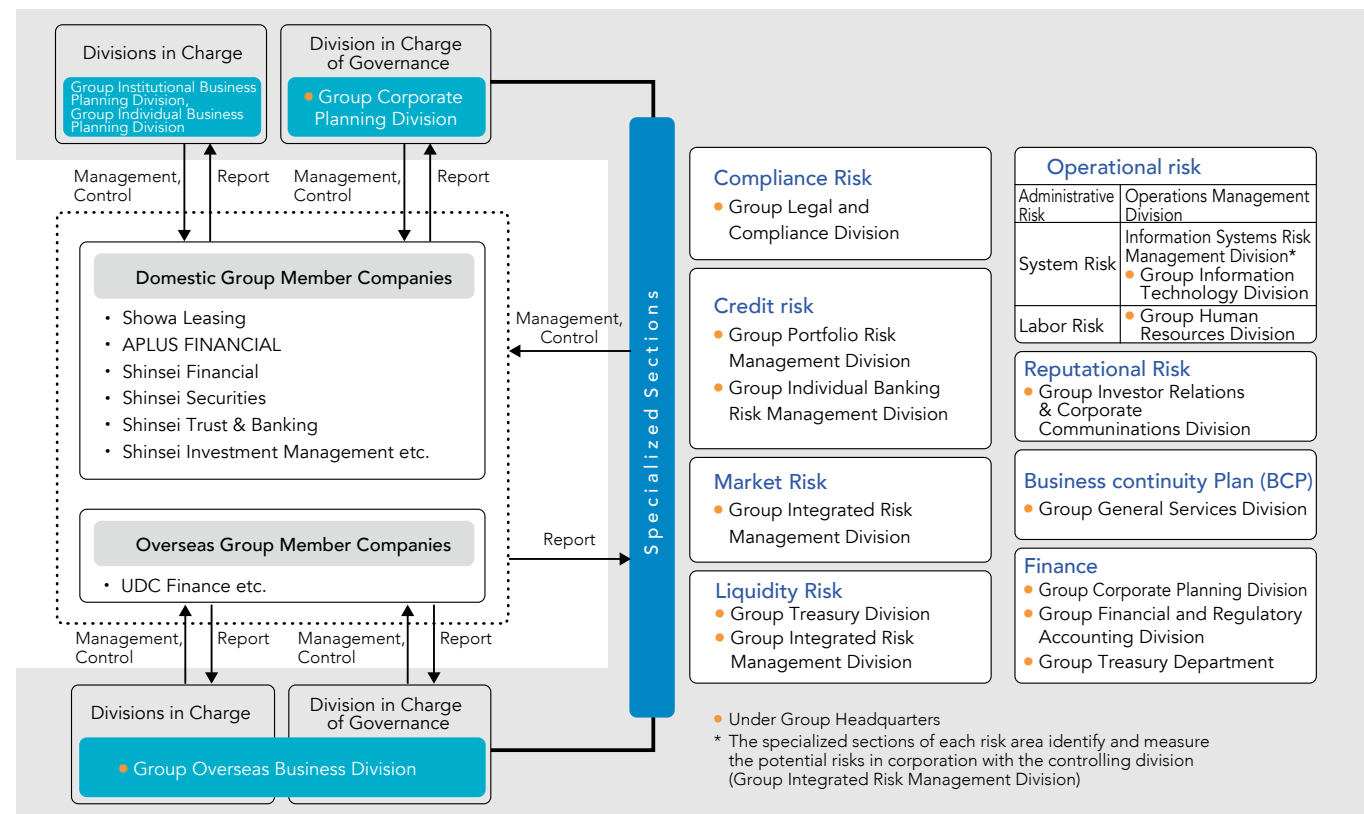 Divisions in Charge
Group Institutional Business
Planning Division,
Group Individual Business
Planning Division
Division in Charge
of Governance
● Group Corporate
Planning Division
Management,
Control
Report
Management,
Control
Report
Domestic Group Member Companies
・ Showa Leasing
・ APLUS FINANCIAL
・ Shinsei Financial
・ Shinsei Securities
・ Shinsei Trust & Banking
・ Shinsei Investment Management etc.
Overseas Group Member Companies
・ UDC Finance etc.
Management,
Control
Report
Management,
Control
Report
Divisions in Charge
Division in Charge
of Governance
● Group Overseas Business Division
Management,
Control
Report
Specialized Sections
Compliance Risk
● Group Legal and
Compliance Division
Credit risk
● Group Portfolio Risk
Management Division
● Group Individual Banking
Risk Management Division
Market Risk
● Group Integrated Risk
Management Division
Liquidity Risk
● Group Treasury Division
● Group Integrated Risk
Management Division
Operational risk
Administrative
Risk
Operations Management
Division
System Risk
Information Systems Risk
Management Division*
● Group Information
Technology Division
Labor Risk
● Group Human
Resources Division
Reputational Risk
● Group Investor Relations
& Corporate
Communinations Division
Business continuity Plan (BCP)
● Group General Services Division
Finance
● Group Corporate Planning Division
● Group Financial and Regulatory
Accounting Division
● Group Treasury Department
● Under Group Headquarters
* The specialized sections of each risk area identify and measure
the potential risks in corporation with the controlling division
(Group Integrated Risk Management Division)